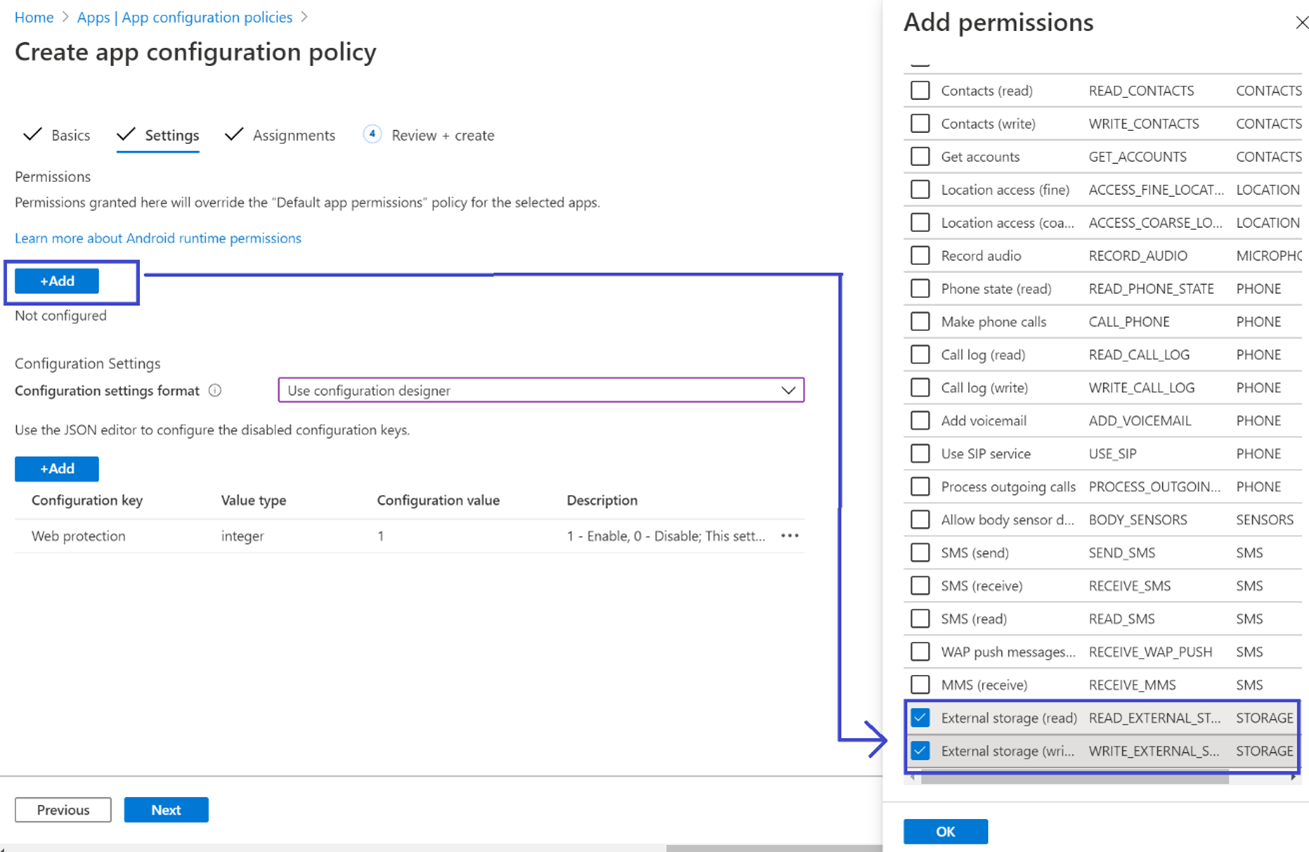 Home > Apps | App configuration policies >
Create app configuration policy
Basics Settings Assignments 4 Review + create
Permissions
Permissions granted here will override the "Default app permissions" policy for the selected apps.
Learn more about Android runtime permissions
+Add
Not configured
Configuration Settings
Configuration settings format Use configuration designer
Use the JSON editor to configure the disabled configuration keys.
+Add
Configuration key Value type Configuration value Description
Web protection integer 1 1 - Enable, 0 - Disable; This sett... •••
Previous Next
Add permissions
Contacts (read) READ_CONTACTS CONTACTS
Contacts (write) WRITE_CONTACTS CONTACTS
Get accounts GET_ACCOUNTS CONTACTS
Location access (fine) ACCESS_FINE_LOCAT... LOCATION
Location access (coa... ACCESS_COARSE_LO... LOCATION
Record audio RECORD_AUDIO MICROPHO
Phone state (read) READ_PHONE_STATE PHONE
Make phone calls CALL_PHONE PHONE
Call log (read) READ_CALL_LOG PHONE
Call log (write) WRITE_CALL_LOG PHONE
Add voicemail ADD_VOICEMAIL PHONE
Use SIP service USE_SIP PHONE
Process outgoing calls PROCESS_OUTGOIN... PHONE
Allow body sensor d... BODY_SENSORS SENSORS
SMS (send) SEND_SMS SMS
SMS (receive) RECEIVE_SMS SMS
SMS (read) READ_SMS SMS
WAP push messages... RECEIVE_WAP_PUSH SMS
MMS (receive) RECEIVE_MMS SMS
External storage (read) READ_EXTERNAL_ST... STORAGE
External storage (wri... WRITE_EXTERNAL_S... STORAGE
OK